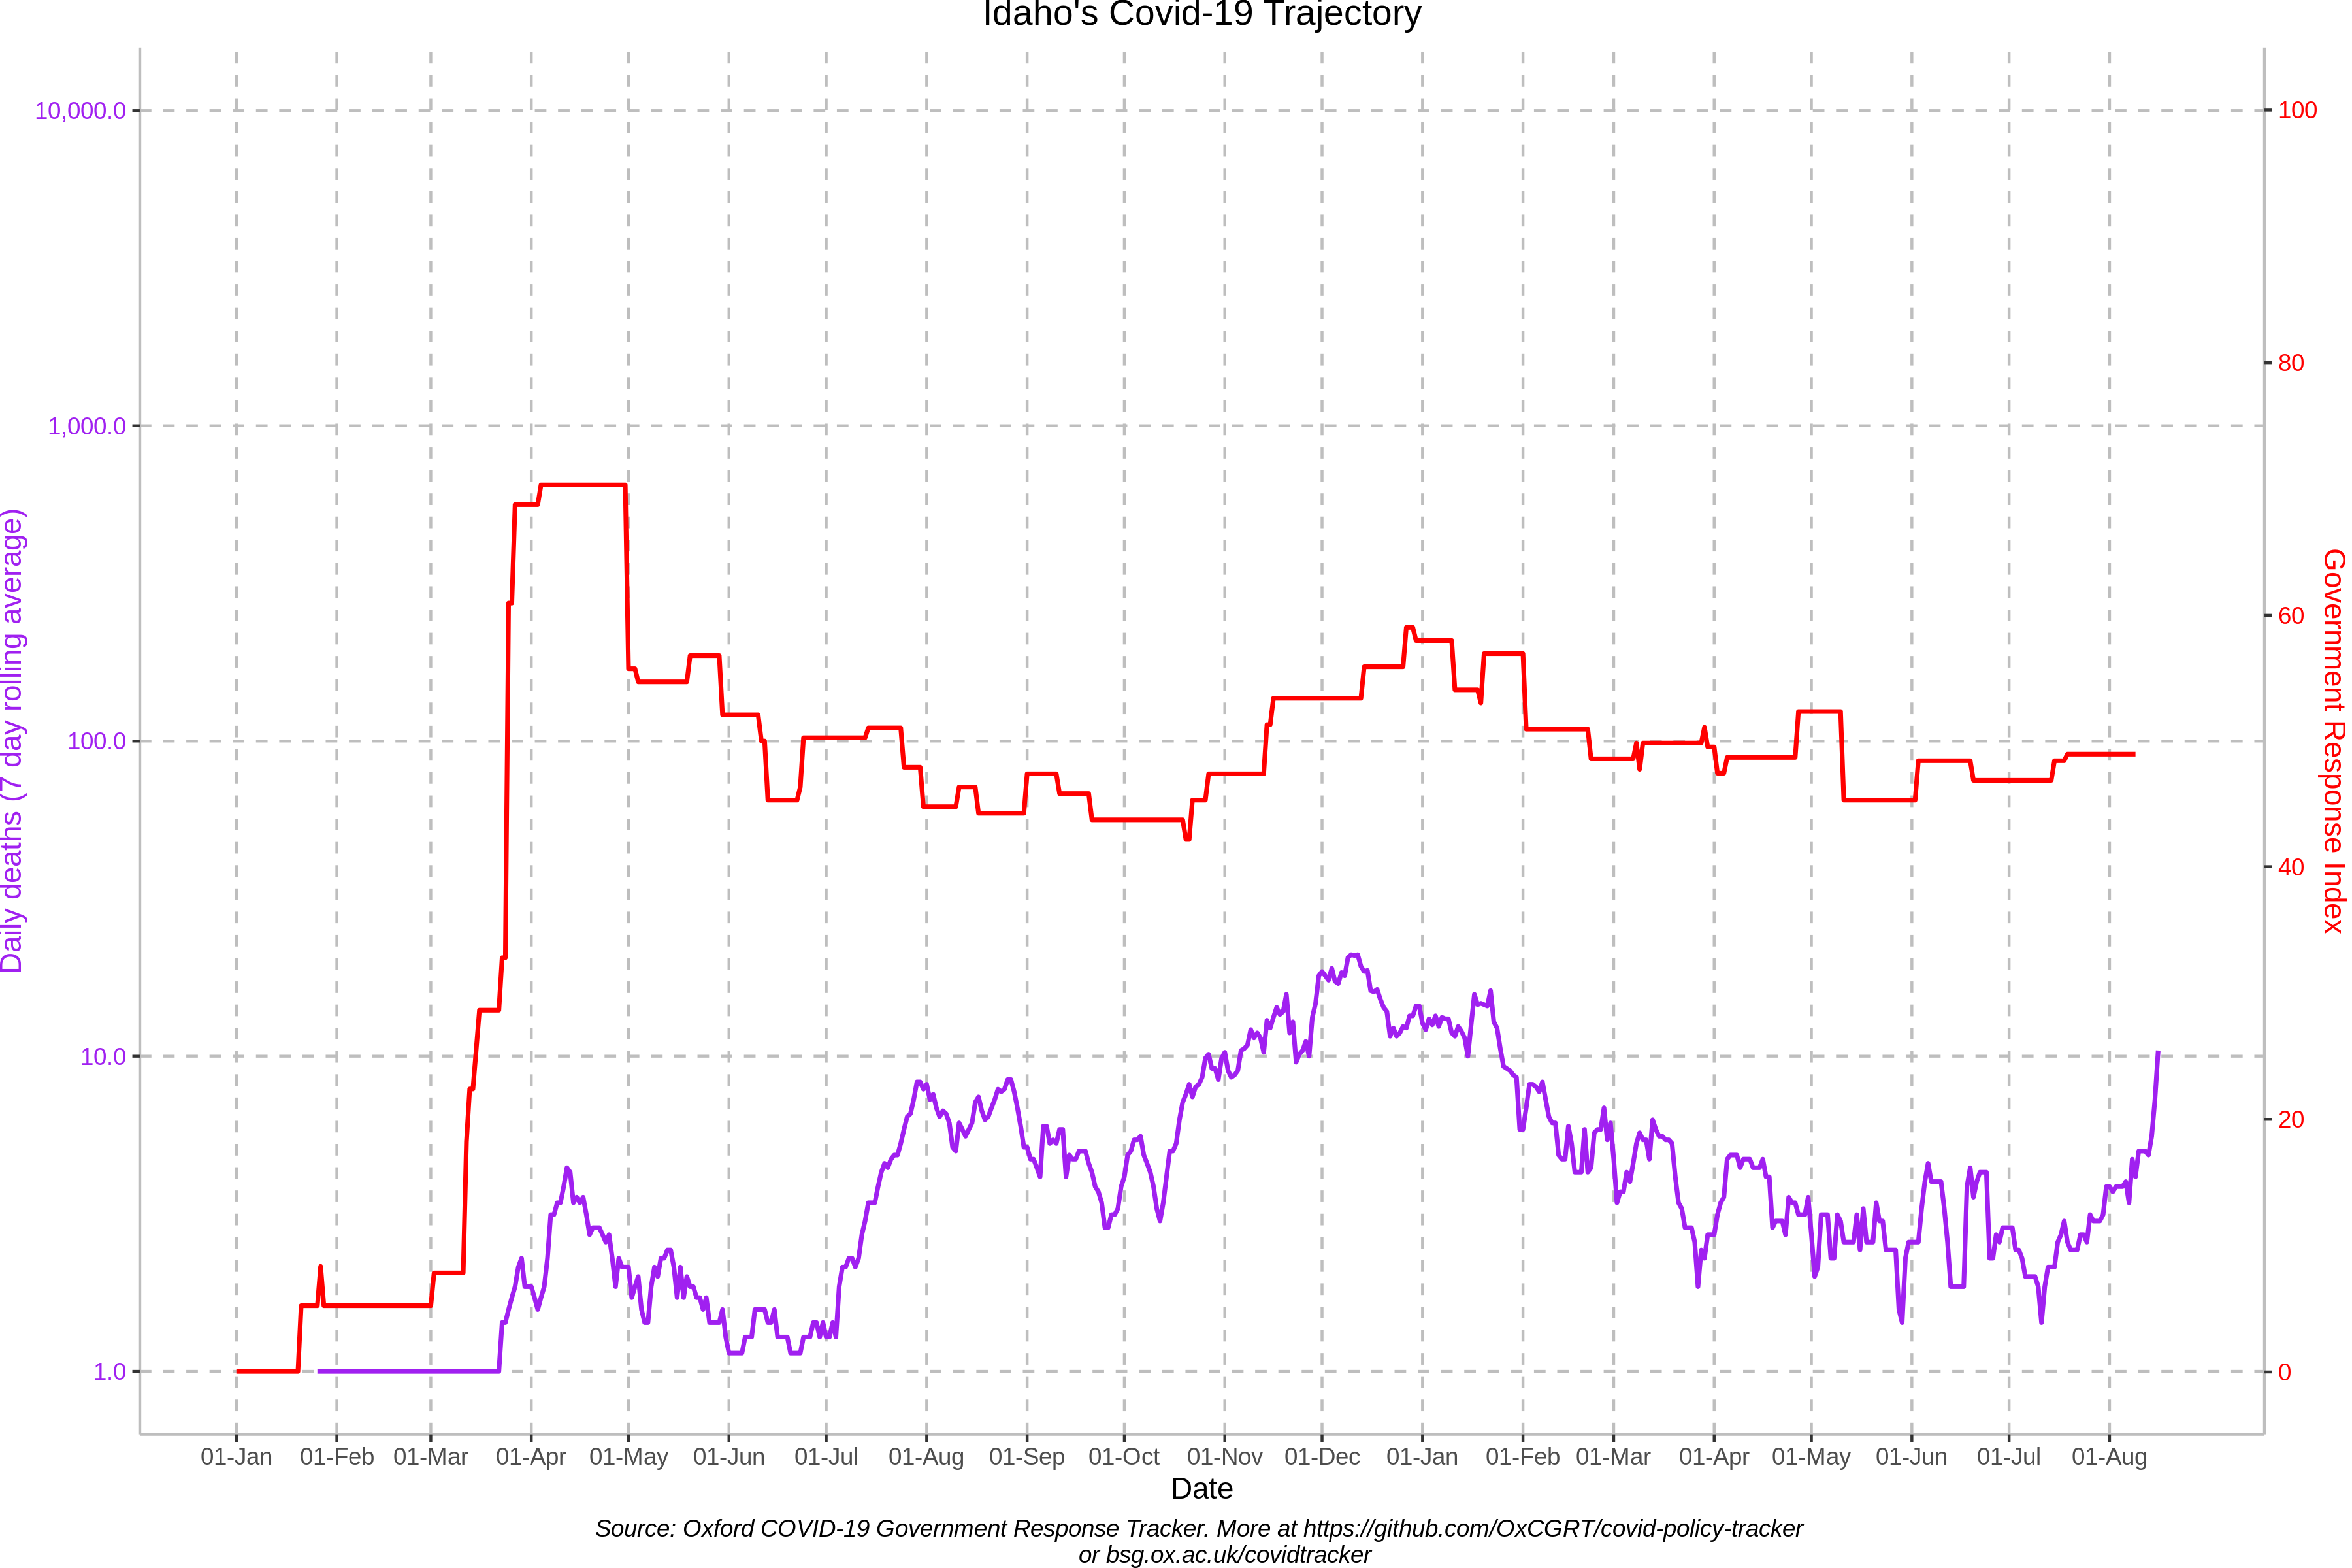 Idaho's Covid-19 Trajectory
10,000.0
1,000.0
100.0
10.0
1.0
Daily deaths (7 day rolling average)
100
80
60
40
20
0
Government Response Index
01-Jan 01-Feb 01-Mar 01-Apr 01-May 01-Jun 01-Jul 01-Aug 01-Sep 01-Oct 01-Nov 01-Dec 01-Jan 01-Feb 01-Mar 01-Apr 01-May 01-Jun 01-Jul 01-Aug
Date
Source: Oxford COVID-19 Government Response Tracker. More at https://github.com/OxCGRT/covid-policy-tracker
or bsg.ox.ac.uk/covidtracker